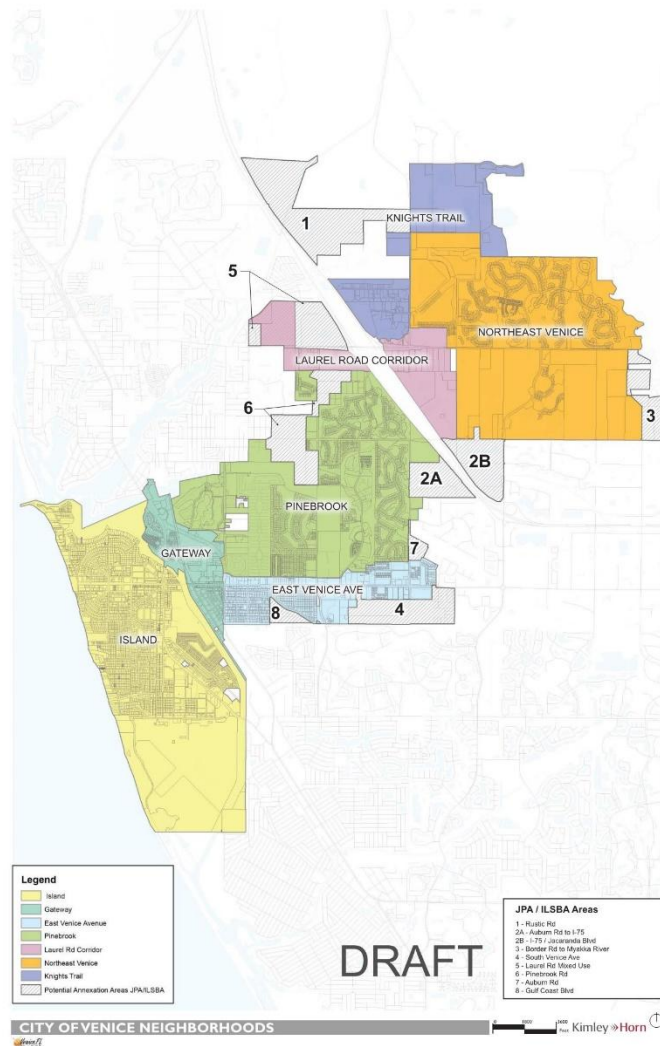 1
KNIGHTS TRAIL
5
NORTHEAST VENICE
LAUREL ROAD CORRIDOR
6
3
2B
2A
PINEBROOK
GATEWAY
7
EAST VENICE AVE
8
4
ISLAND
Legend
Island
Gateway
East Venice Avenue
Pinebrook
Laurel Rd Corridor
Northeast Venice
Knights Trail
Potential Annexation Areas JPA/ILSBA
DRAFT
JPA / ILSBA Areas
1 - Rustic Rd
2A - Auburn Rd to I-75
2B - I-75 / Jacaranda Blvd
3 - Border Rd to Myakka River
4 - South Venice Ave
5 - Laurel Rd Mixed Use
6 - Pinebrook Rd
7 - Auburn Rd
8 - Gulf Coast Blvd
CITY OF VENICE NEIGHBORHOODS
Feet
Kimley»Horn